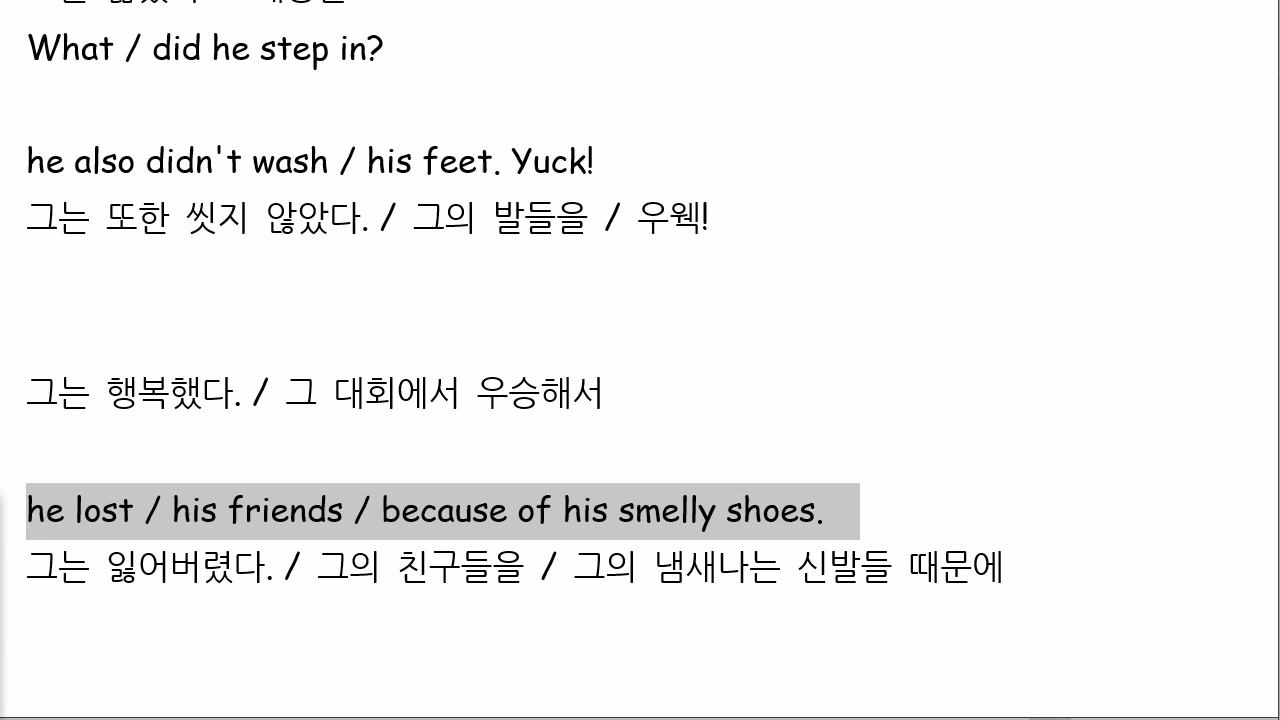 What / did he step in?
he also didn't wash / his feet. Yuck!
그는 또한 씻지 않았다. / 그의 발들을 / 우웩!
그는 행복했다. / 그 대회에서 우승해서
he lost / his friends / because of his smelly shoes.
그는 잃어버렸다. / 그의 친구들을 / 그의 냄새나는 신발들 때문에